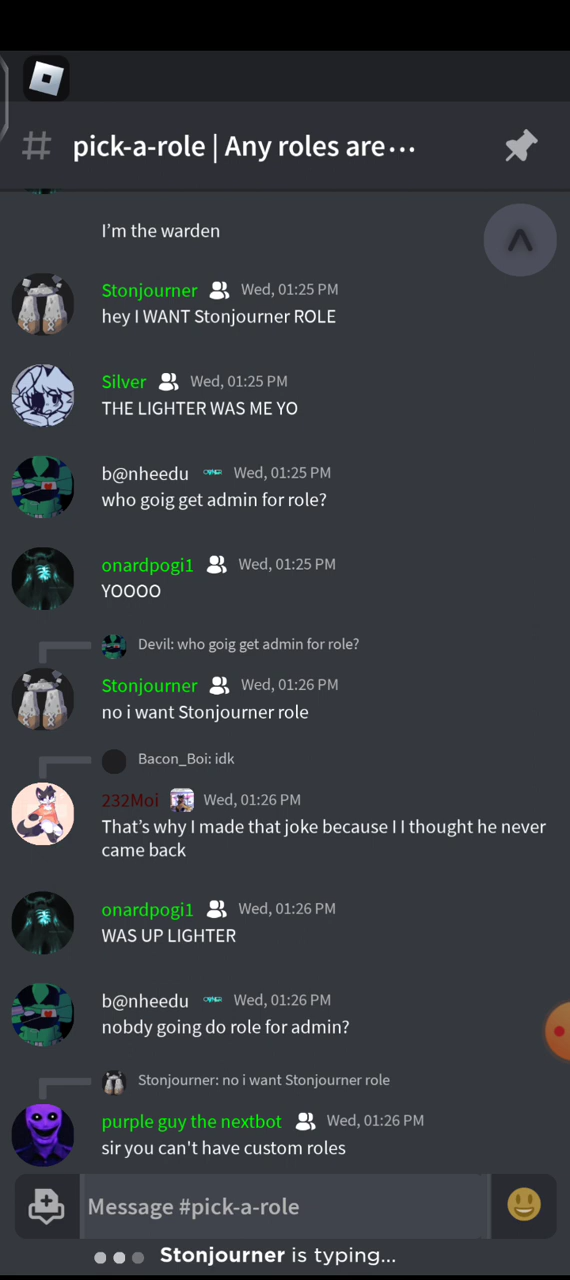 pick-a-role | Any roles are...
I'm the warden
Stonjourner Wed, 01:25 PM
hey I WANT Stonjourner ROLE
Silver Wed, 01:25 PM
THE LIGHTER WAS ME YO
b@nheedu Wed, 01:25 PM
who goig get admin for role?
onardpogi1 Wed, 01:25 PM
YOOOO
Devil: who goig get admin for role?
Stonjourner Wed, 01:26 PM
no i want Stonjourner role
Bacon_Boi: idk
232Moi Wed, 01:26 PM
That's why I made that joke because I I thought he never
came back
onardpogi1 Wed, 01:26 PM
WAS UP LIGHTER
b@nheedu Wed, 01:26 PM
nobdy going do role for admin?
Stonjourner: no i want Stonjourner role
purple guy the nextbot Wed, 01:26 PM
sir you can't have custom roles
Message #pick-a-role
Stonjourner is typing...